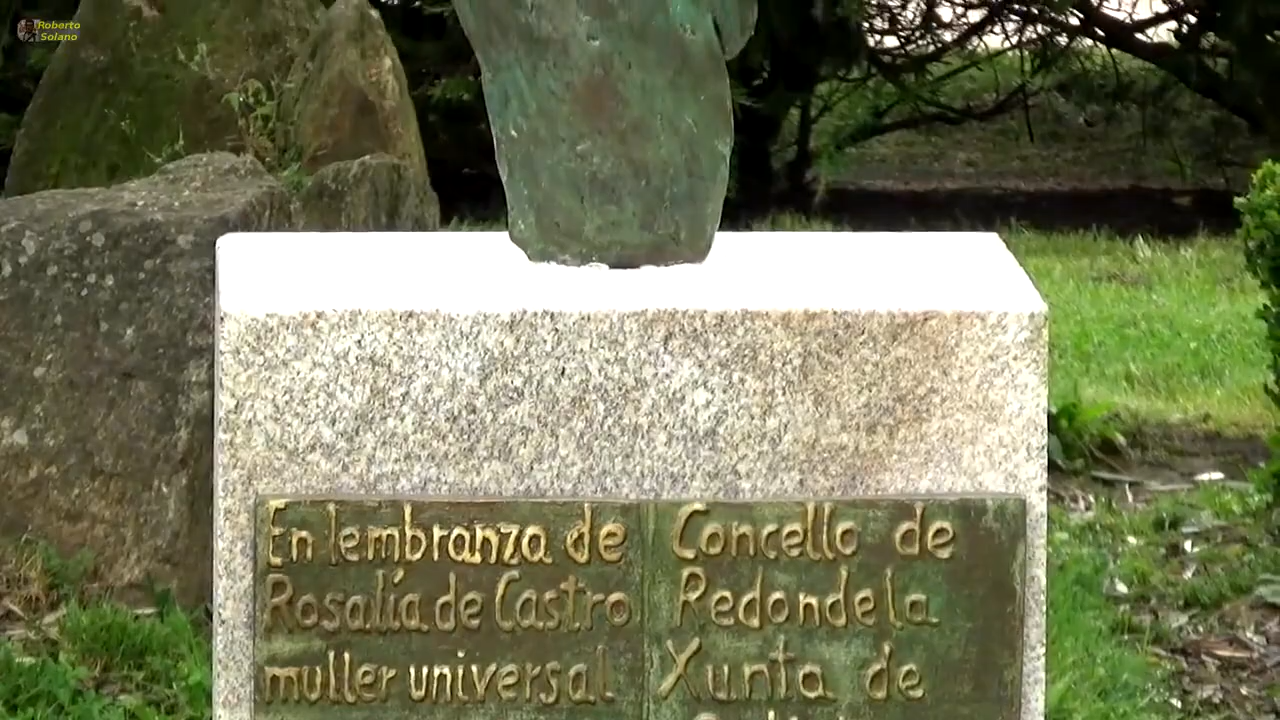 Roberto
Solano
En lembranza de
Rosalía de Castro
muller universal
Concello de
Redondela
Xunta de